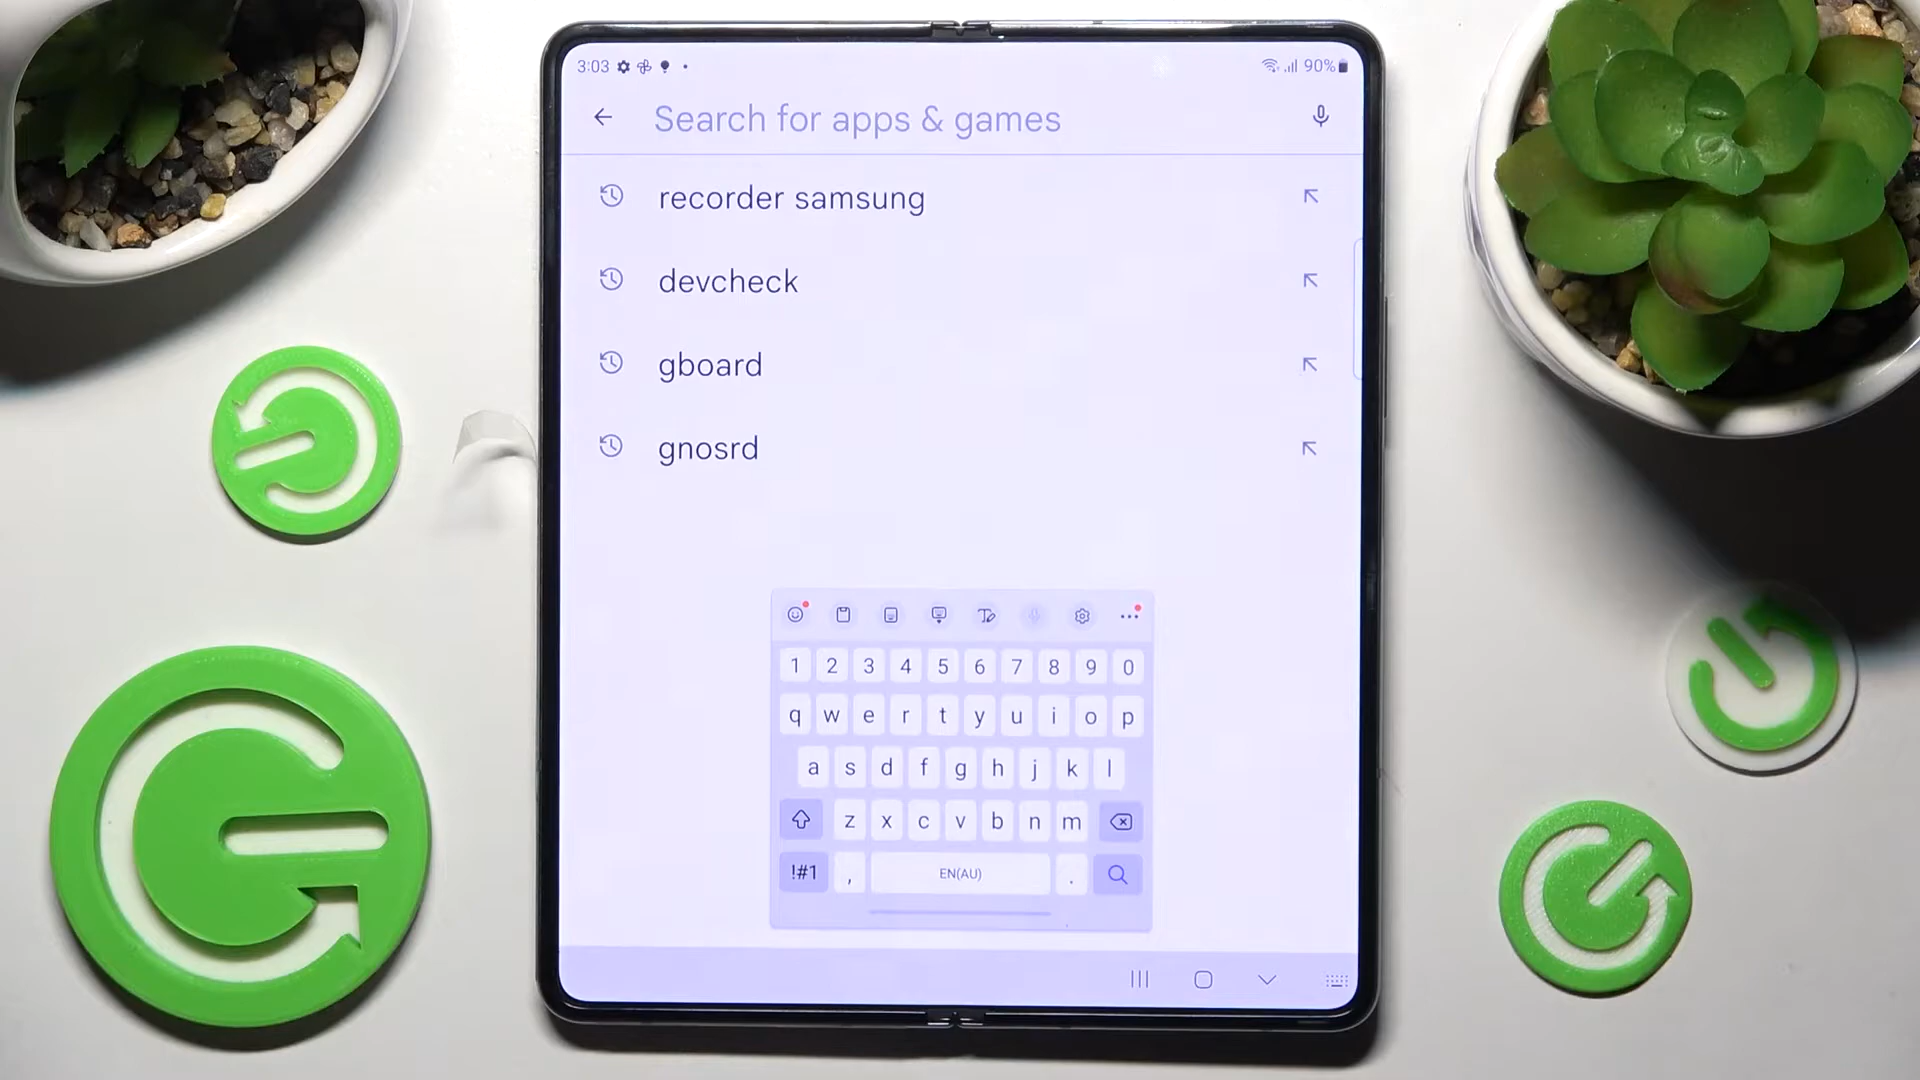 3:03 90%
Search for apps & games
recorder samsung
devcheck
gboard
gnosrd
1 2 3 4 5 6 7 8 9 0
q w e r t y u i o p
a s d f g h j k l
z x c v b n m
!#1 , EN(AU) .